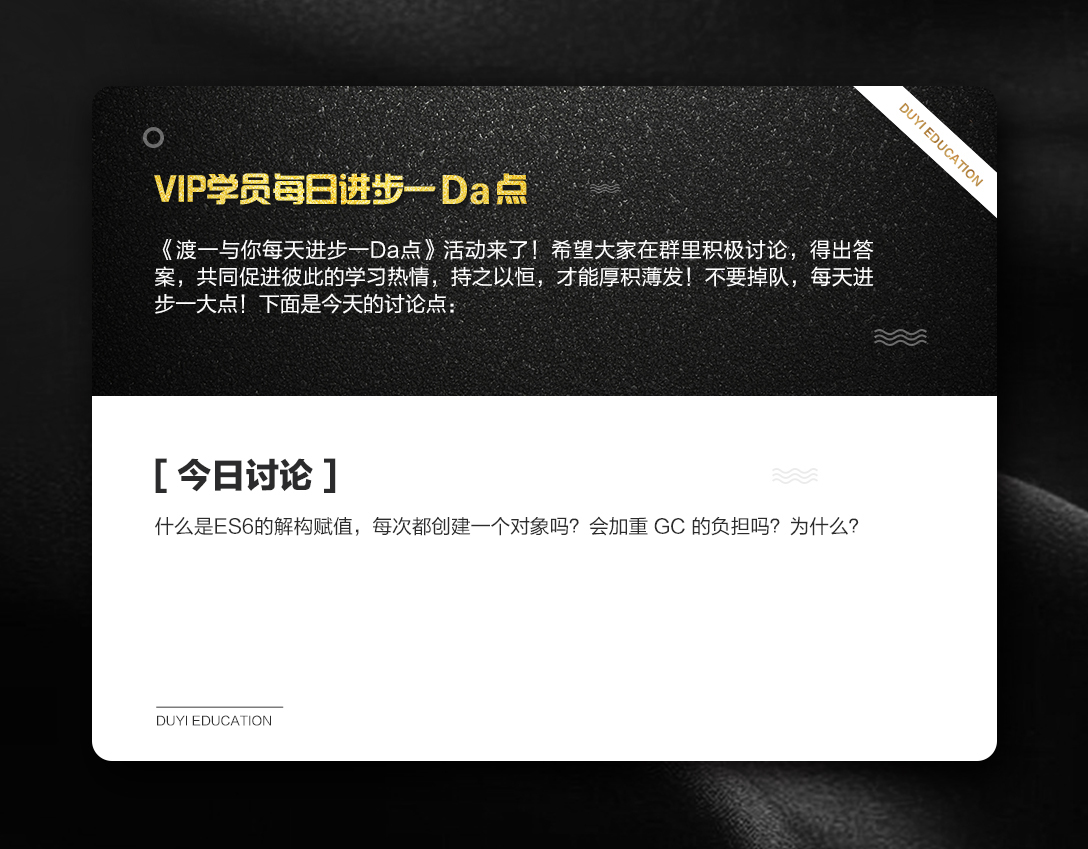 DUYI EDUCATION
VIP学员每日进步一Da点
《渡一与你每天进步一Da点》活动来了！希望大家在群里积极讨论，得出答
案，共同促进彼此的学习热情，持之以恒，才能厚积薄发！不要掉队，每天进
步一大点！下面是今天的讨论点：
[ 今日讨论 ]
什么是ES6的解构赋值，每次都创建一个对象吗？会加重 GC 的负担吗？为什么？
DUYI EDUCATION